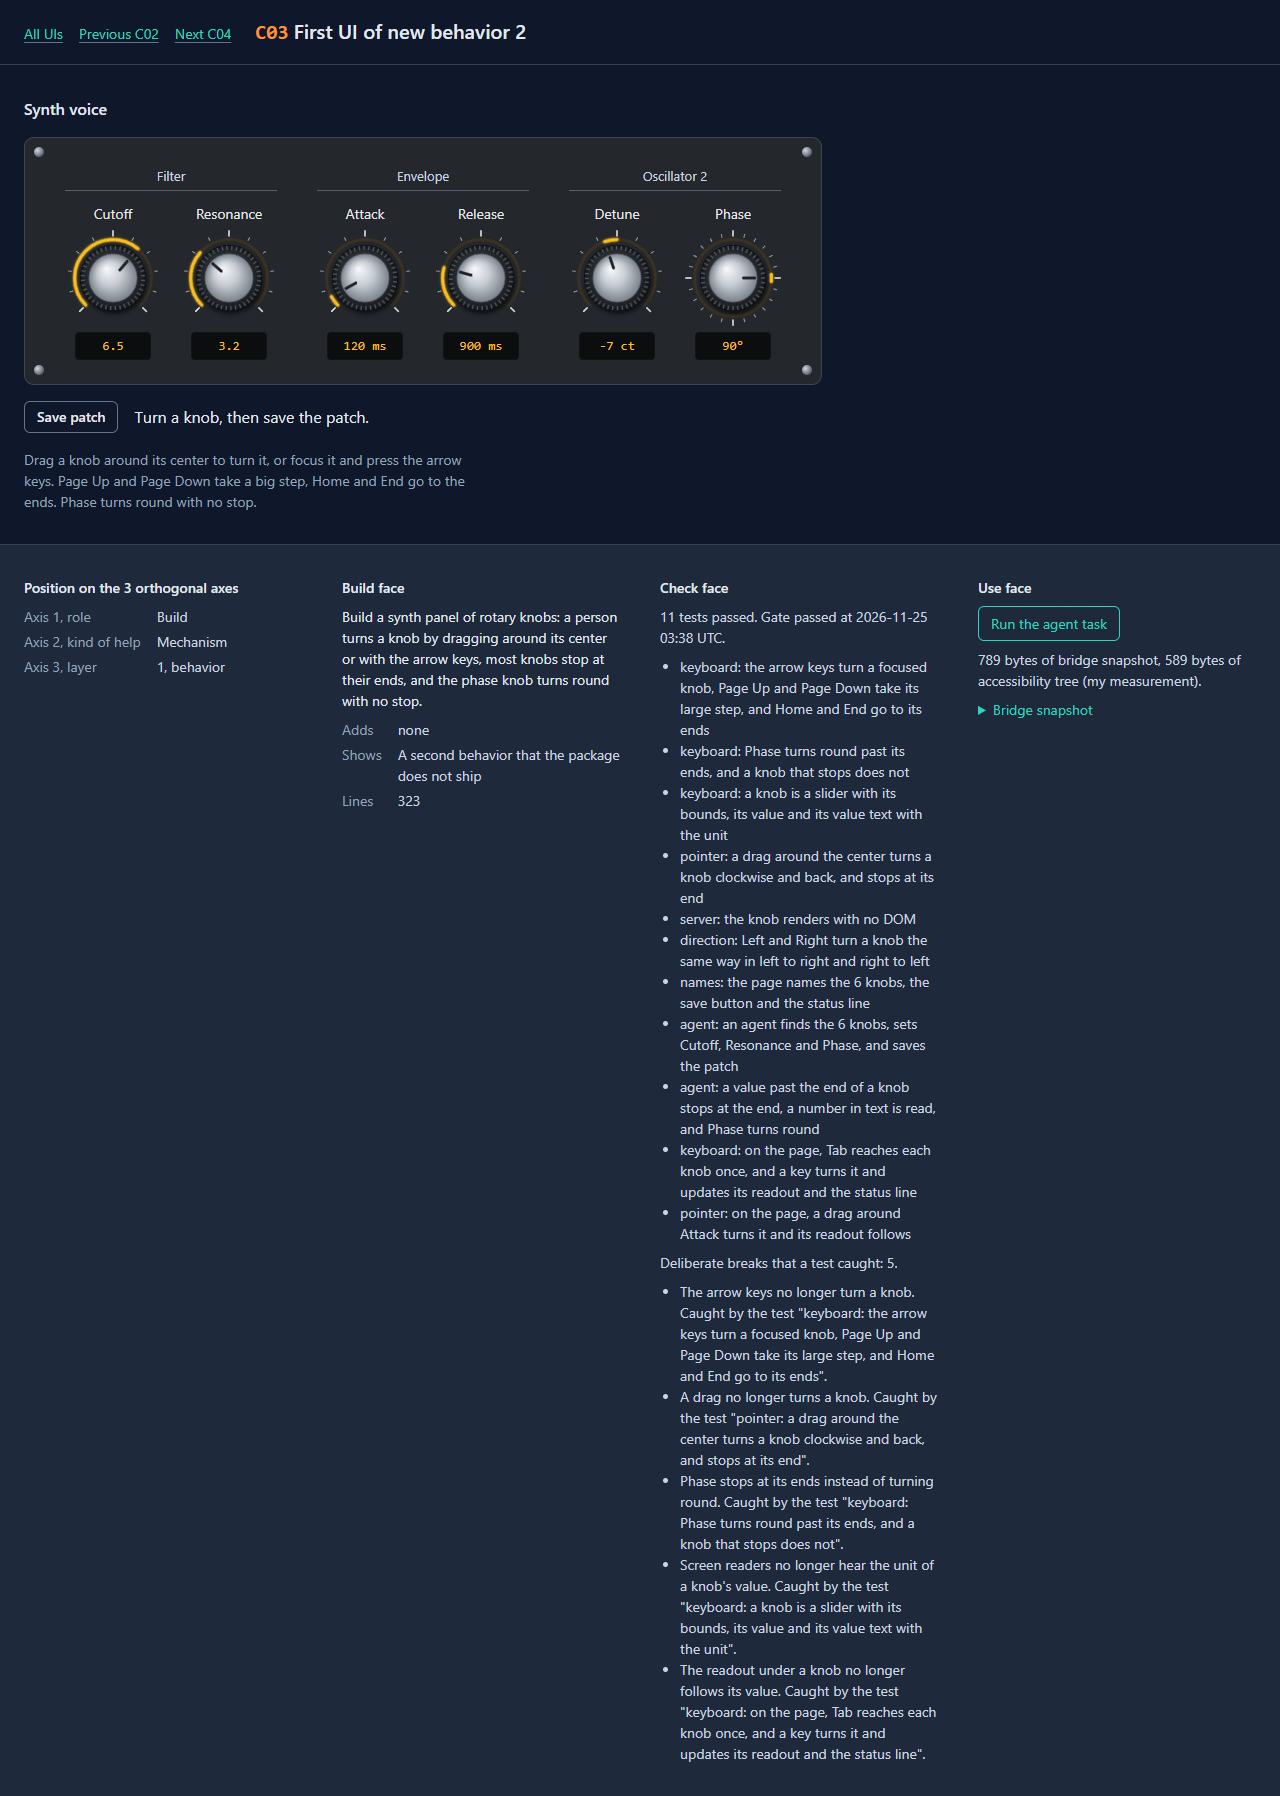 All UIs Previous C02 Next C04 C03 First UI of new behavior 2
Synth voice
Filter Envelope Oscillator 2
Cutoff Resonance Attack Release Detune Phase
6.5 3.2 120 ms 900 ms -7 ct 90°
Save patch Turn a knob, then save the patch.
Drag a knob around its center to turn it, or focus it and press the arrow
keys. Page Up and Page Down take a big step, Home and End go to the
ends. Phase turns round with no stop.
Position on the 3 orthogonal axes
Axis 1, role Build
Axis 2, kind of help Mechanism
Axis 3, layer 1, behavior
Build face
Build a synth panel of rotary knobs: a person
turns a knob by dragging around its center
or with the arrow keys, most knobs stop at
their ends, and the phase knob turns round
with no stop.
Adds none
Shows A second behavior that the package
does not ship
Lines 323
Check face
11 tests passed. Gate passed at 2026-11-25
03:38 UTC.
• keyboard: the arrow keys turn a focused
knob, Page Up and Page Down take its
large step, and Home and End go to its
ends
• keyboard: Phase turns round past its
ends, and a knob that stops does not
• keyboard: a knob is a slider with its
bounds, its value and its value text with
the unit
• pointer: a drag around the center turns a
knob clockwise and back, and stops at its
end
• server: the knob renders with no DOM
• direction: Left and Right turn a knob the
same way in left to right and right to left
• names: the page names the 6 knobs, the
save button and the status line
• agent: an agent finds the 6 knobs, sets
Cutoff, Resonance and Phase, and saves
the patch
• agent: a value past the end of a knob
stops at the end, a number in text is read,
and Phase turns round
• keyboard: on the page, Tab reaches each
knob once, and a key turns it and
updates its readout and the status line
• pointer: on the page, a drag around
Attack turns it and its readout follows
Deliberate breaks that a test caught: 5.
• The arrow keys no longer turn a knob.
Caught by the test "keyboard: the arrow
keys turn a focused knob, Page Up and
Page Down take its large step, and Home
and End go to its ends".
• A drag no longer turns a knob. Caught by
the test "pointer: a drag around the
center turns a knob clockwise and back,
and stops at its end".
• Phase stops at its ends instead of turning
round. Caught by the test "keyboard:
Phase turns round past its ends, and a
knob that stops does not".
• Screen readers no longer hear the unit of
a knob's value. Caught by the test
"keyboard: a knob is a slider with its
bounds, its value and its value text with
the unit".
• The readout under a knob no longer
follows its value. Caught by the test
"keyboard: on the page, Tab reaches each
knob once, and a key turns it and
updates its readout and the status line".
Use face
Run the agent task
789 bytes of bridge snapshot, 589 bytes of
accessibility tree (my measurement).
Bridge snapshot